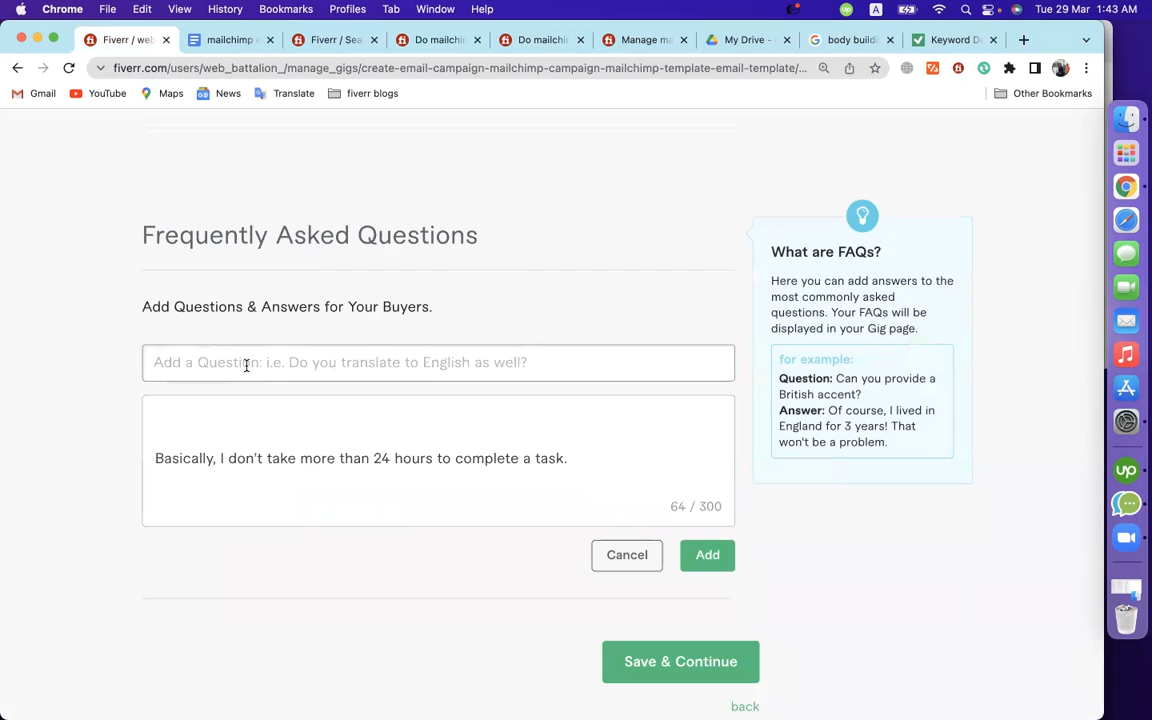 Chrome File Edit View History Bookmarks Profiles Tab Window Help A Tue 29 Mar 1:43 AM
Fiverr / web mailchimp e Fiverr / Sea Do mailchi Do mailchi Manage ma My Drive - body build Keyword D
fiverr.com/users/web_battalion_/manage_gigs/create-email-campaign-mailchimp-campaign-mailchimp-template-email-template/...
Gmail YouTube Maps News Translate fiverr blogs Other Bookmarks
Frequently Asked Questions
Add Questions & Answers for Your Buyers.
Add a Question: i.e. Do you translate to English as well?
Basically, I don't take more than 24 hours to complete a task.
64 / 300
Cancel Add
Save & Continue
back
What are FAQs?
Here you can add answers to the
most commonly asked
questions. Your FAQs will be
displayed in your Gig page.
for example:
Question: Can you provide a
British accent?
Answer: Of course, I lived in
England for 3 years! That
won't be a problem.
up